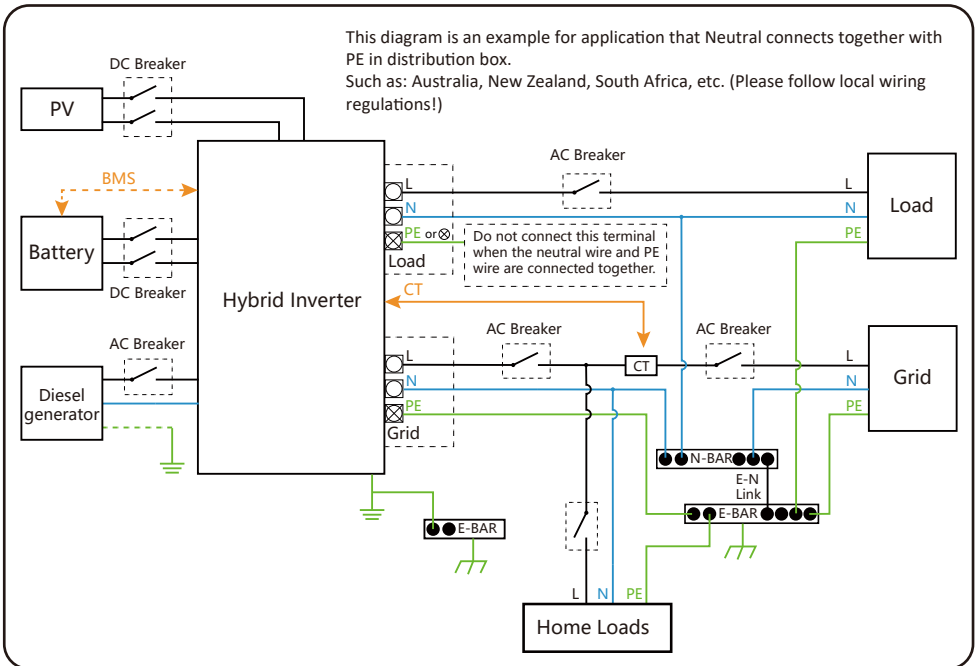 This diagram is an example for application that Neutral connects together with
PE in distribution box.
Such as: Australia, New Zealand, South Africa, etc. (Please follow local wiring
regulations!)
DC Breaker
PV
BMS
Battery
DC Breaker
AC Breaker
Diesel
generator
Hybrid Inverter
L
N
PE or
Load
Do not connect this terminal
when the neutral wire and PE
wire are connected together.
AC Breaker
L
N
PE
Load
CT
AC Breaker
CT
AC Breaker
L
N
PE
Grid
L
N
PE
Grid
N-BAR
E-N
Link
E-BAR
E-BAR
L
N
PE
Home Loads